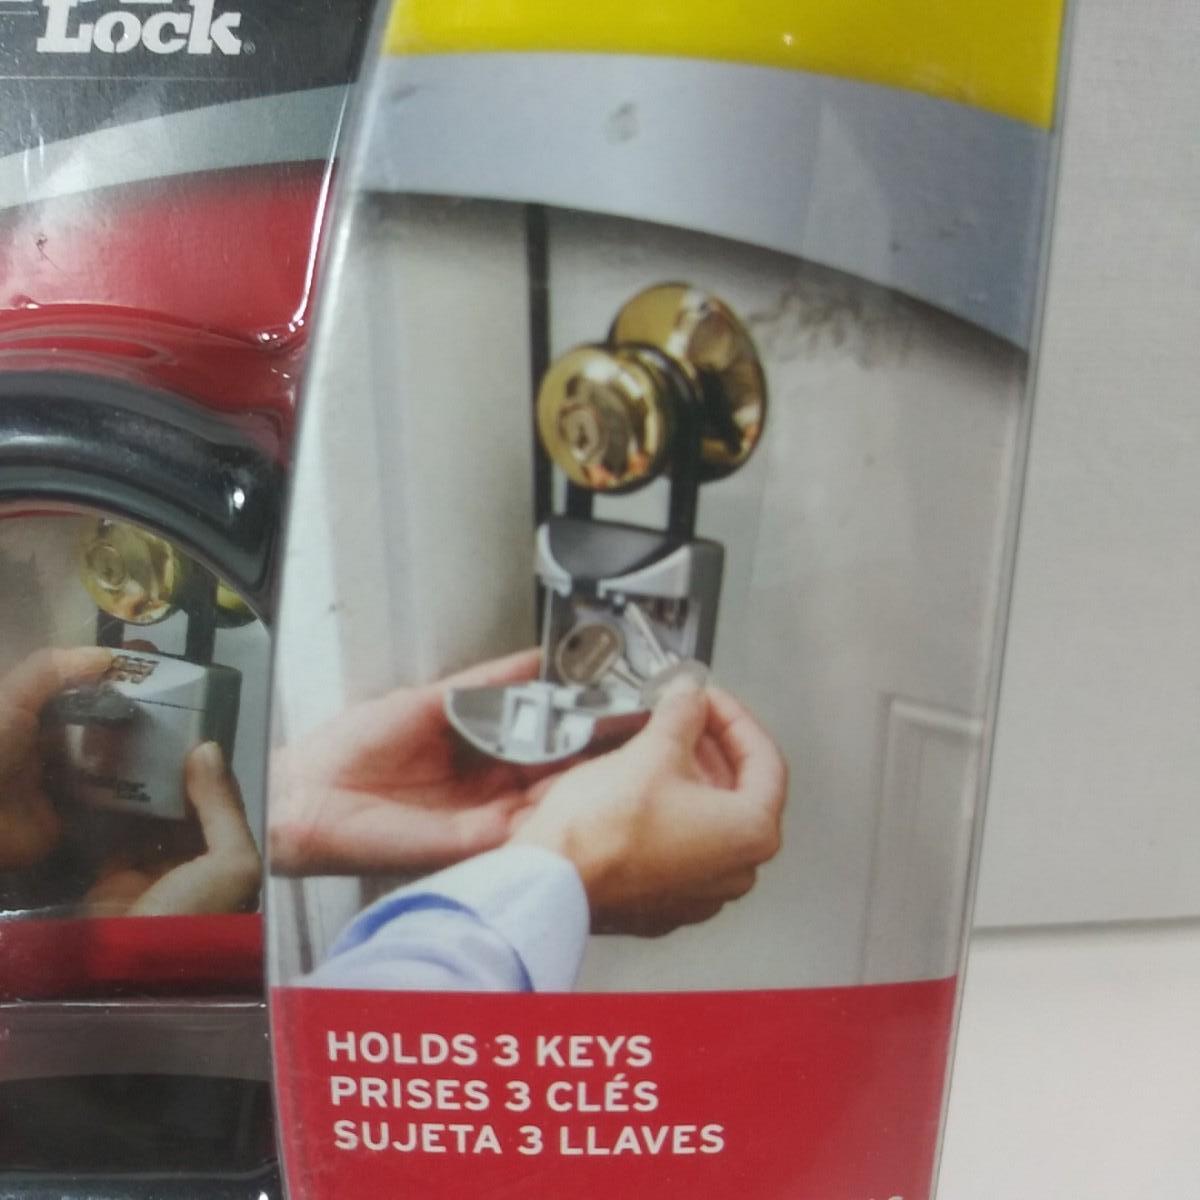 Lock
HOLDS 3 KEYS
PRISES 3 CLÉS
SUJETA 3 LLAVES